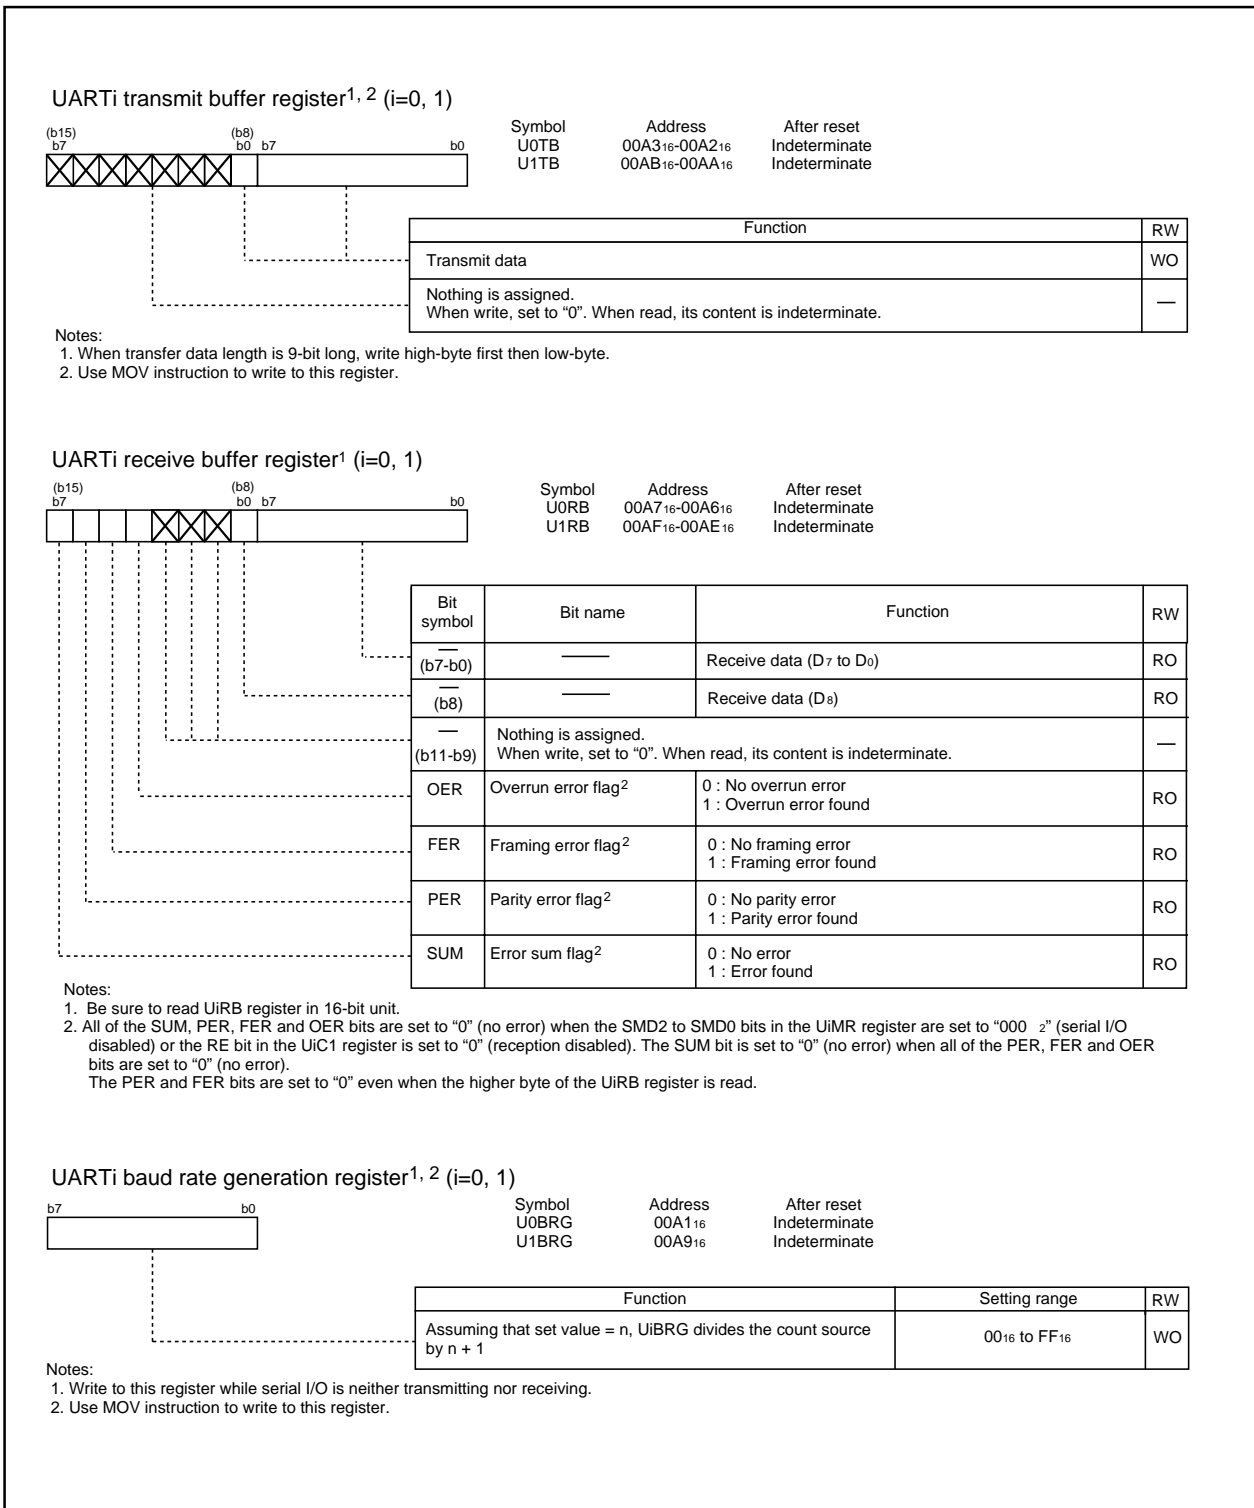 UARTi transmit buffer register1, 2 (i=0, 1)
(b15) (b8)
b7 b0 b7 b0
Symbol Address After reset
U0TB 00A316-00A216 Indeterminate
U1TB 00AB16-00AA16 Indeterminate
Function RW
Transmit data WO
Nothing is assigned.
When write, set to “0”. When read, its content is indeterminate. —
Notes:
1. When transfer data length is 9-bit long, write high-byte first then low-byte.
2. Use MOV instruction to write to this register.
UARTi receive buffer register1 (i=0, 1)
(b15) (b8)
b7 b0 b7 b0
Symbol Address After reset
U0RB 00A716-00A616 Indeterminate
U1RB 00AF16-00AE16 Indeterminate
Bit symbol Bit name Function RW
— (b7-b0) — Receive data (D7 to D0) RO
— (b8) — Receive data (D8) RO
— (b11-b9) Nothing is assigned.
When write, set to “0”. When read, its content is indeterminate. —
OER Overrun error flag2 0 : No overrun error
1 : Overrun error found RO
FER Framing error flag2 0 : No framing error
1 : Framing error found RO
PER Parity error flag2 0 : No parity error
1 : Parity error found RO
SUM Error sum flag2 0 : No error
1 : Error found RO
Notes:
1. Be sure to read UiRB register in 16-bit unit.
2. All of the SUM, PER, FER and OER bits are set to “0” (no error) when the SMD2 to SMD0 bits in the UiMR register are set to “000 2” (serial I/O
disabled) or the RE bit in the UiC1 register is set to “0” (reception disabled). The SUM bit is set to “0” (no error) when all of the PER, FER and OER
bits are set to “0” (no error).
The PER and FER bits are set to “0” even when the higher byte of the UiRB register is read.
UARTi baud rate generation register1, 2 (i=0, 1)
b7 b0
Symbol Address After reset
U0BRG 00A116 Indeterminate
U1BRG 00A916 Indeterminate
Function Setting range RW
Assuming that set value = n, UiBRG divides the count source
by n + 1 0016 to FF16 WO
Notes:
1. Write to this register while serial I/O is neither transmitting nor receiving.
2. Use MOV instruction to write to this register.